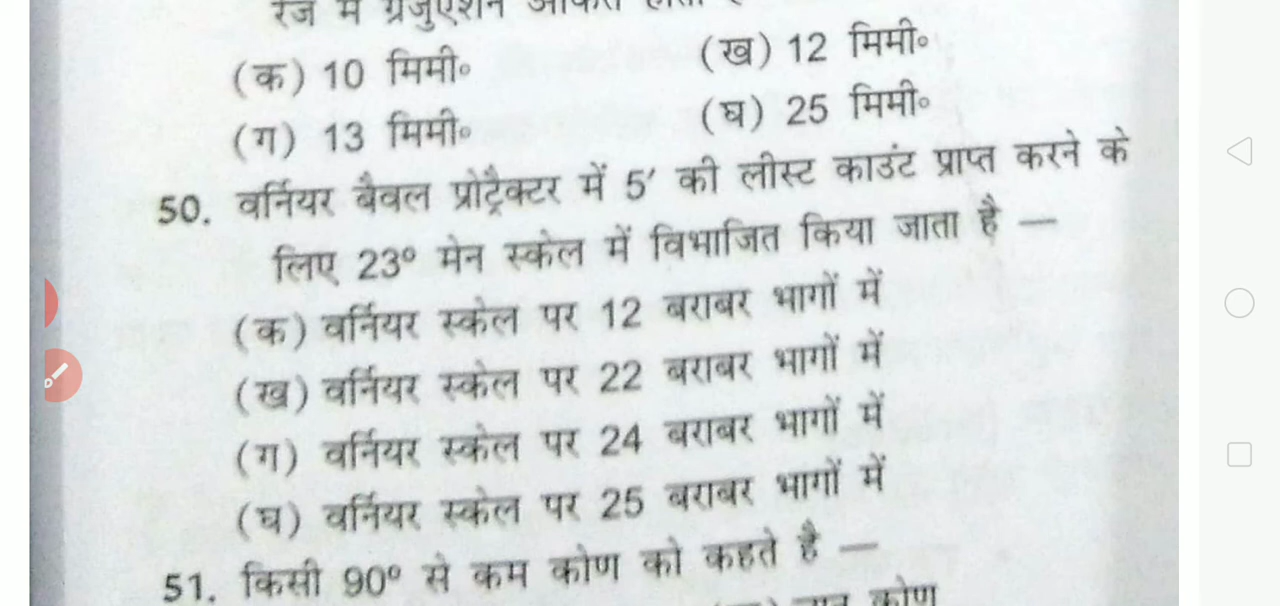 (क) 10 मिमी॰ (ख) 12 मिमी॰
(ग) 13 मिमी॰ (घ) 25 मिमी॰
50. वर्नियर बैवल प्रोट्रैक्टर में 5′ की लीस्ट काउंट प्राप्त करने के
लिए 23º मेन स्केल में विभाजित किया जाता है —
(क) वर्नियर स्केल पर 12 बराबर भागों में
(ख) वर्नियर स्केल पर 22 बराबर भागों में
(ग) वर्नियर स्केल पर 24 बराबर भागों में
(घ) वर्नियर स्केल पर 25 बराबर भागों में
51. किसी 90º से कम कोण को कहते है —
कोण